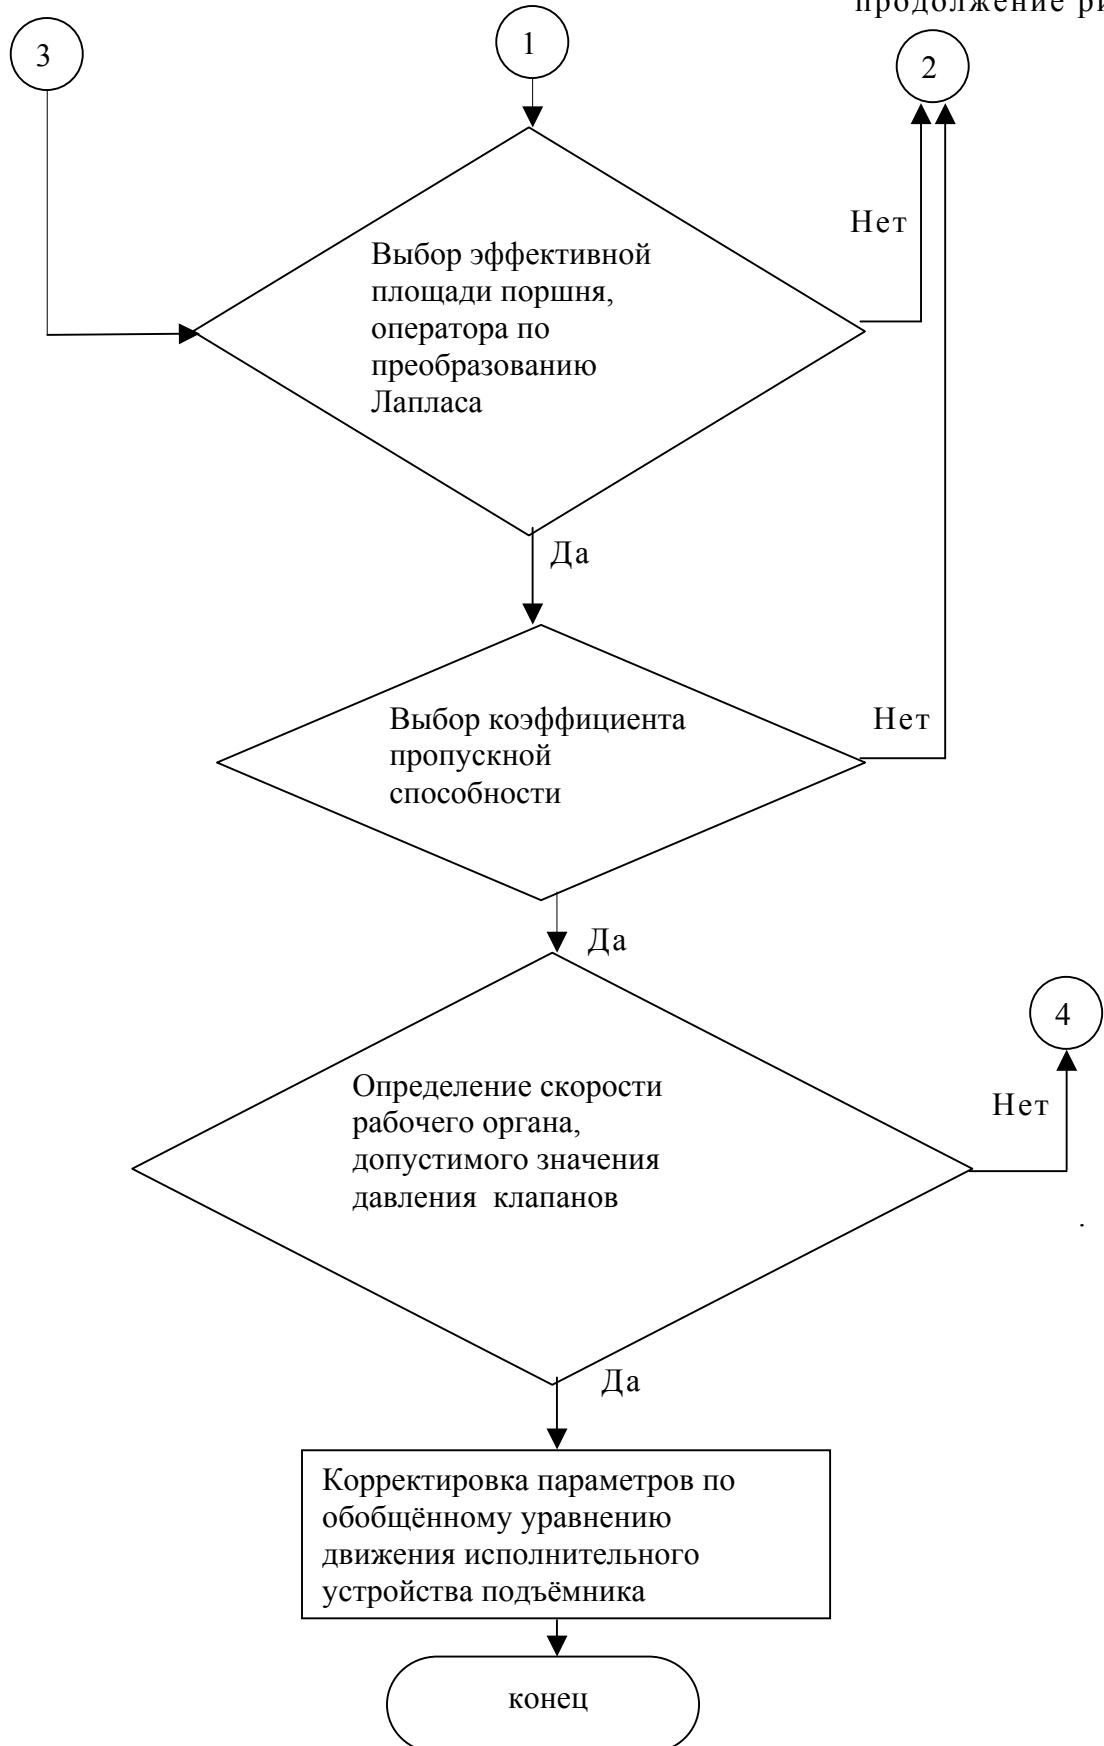 продолжение ри
3
1
2
Нет
Выбор эффективной
площади поршня,
оператора по
преобразованию
Лапласа
Да
Выбор коэффициента
пропускной
способности
Нет
Да
4
Определение скорости
рабочего органа,
допустимого значения
давления клапанов
Нет
.
Да
Корректировка параметров по
обобщённому уравнению
движения исполнительного
устройства подъёмника
конец